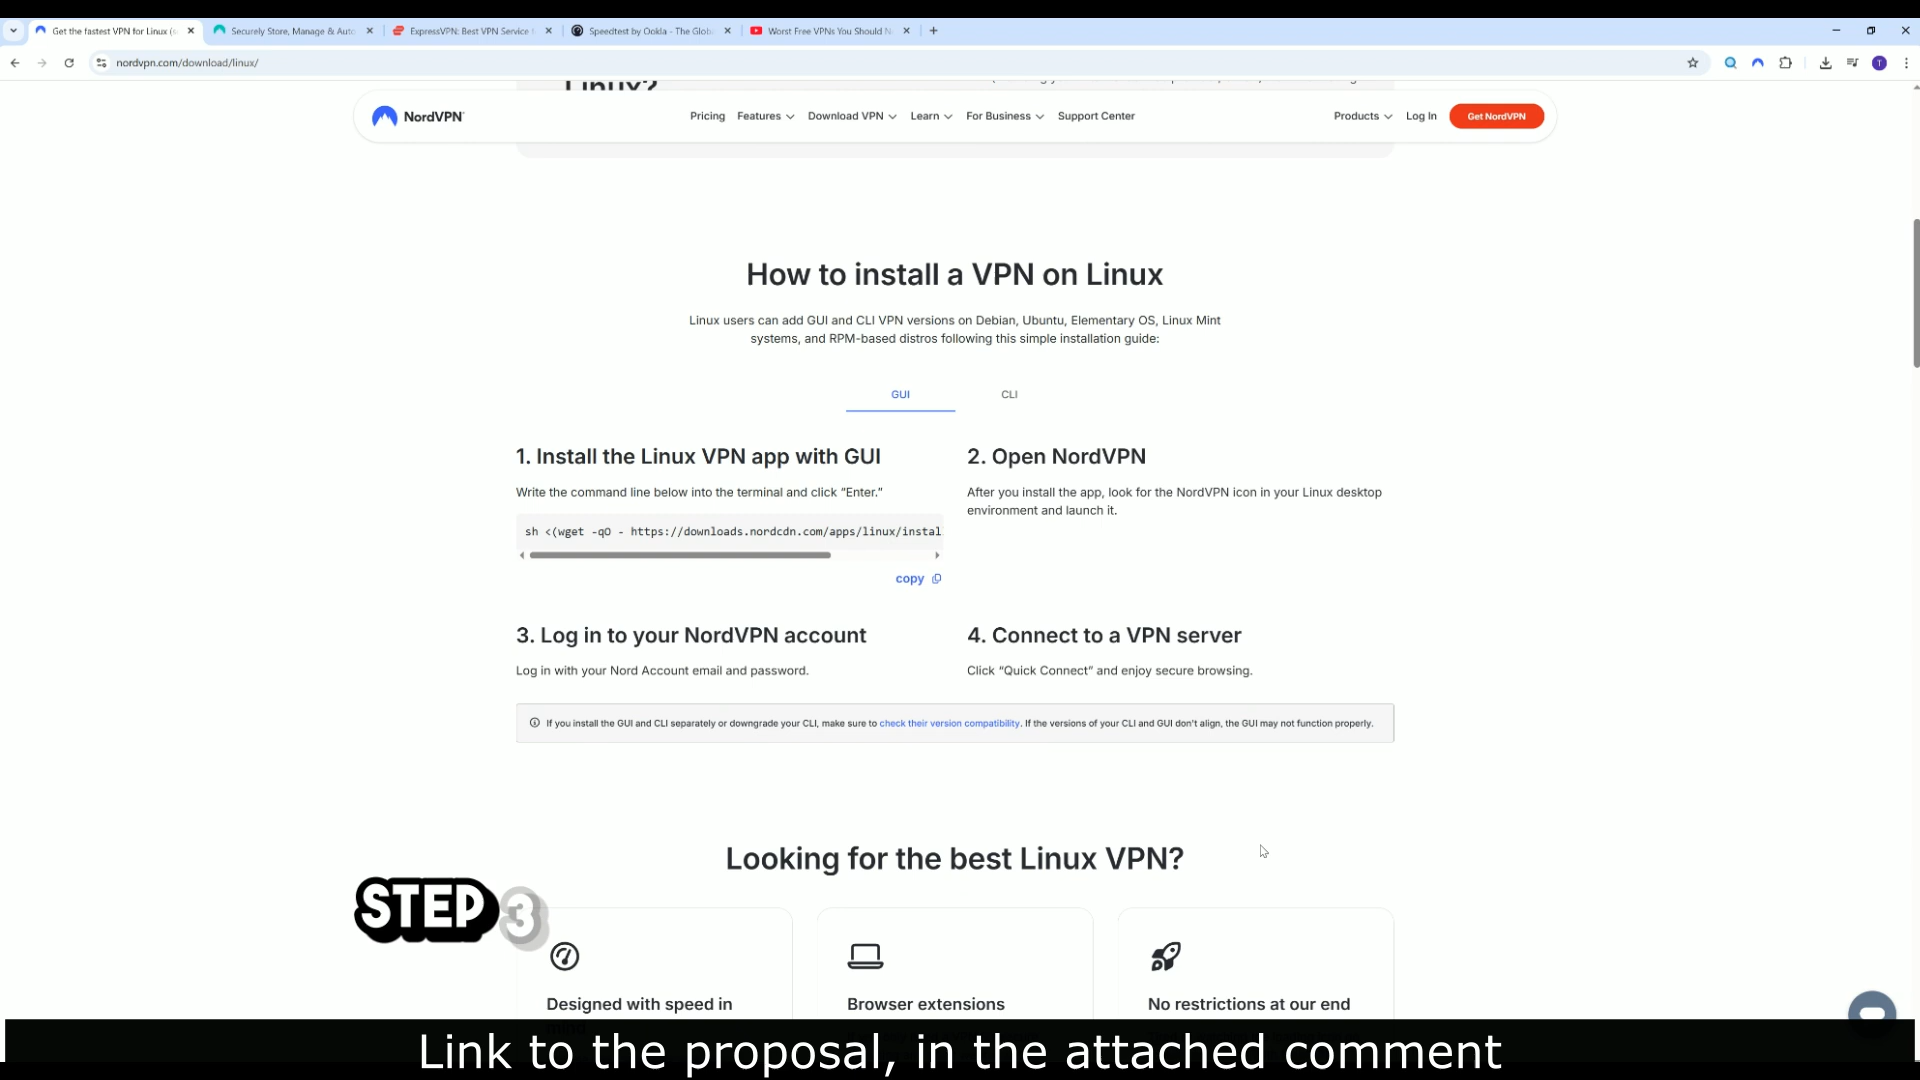 Get the fastest VPN for Linux (
Securely Store, Manage & Auto
ExpressVPN: Best VPN Service
Speedtest by Ookla - The Glob
Worst Free VPNs You Should N
nordvpn.com/download/linux/
T
Linux?
NordVPN
Pricing
Features
Download VPN
Learn
For Business
Support Center
Products
Log In
Get NordVPN
How to install a VPN on Linux
Linux users can add GUI and CLI VPN versions on Debian, Ubuntu, Elementary OS, Linux Mint
systems, and RPM-based distros following this simple installation guide:
GUI
CLI
1. Install the Linux VPN app with GUI
Write the command line below into the terminal and click “Enter.”
sh <(wget -qO - https://downloads.nordcdn.com/apps/linux/instal
copy
2. Open NordVPN
After you install the app, look for the NordVPN icon in your Linux desktop
environment and launch it.
3. Log in to your NordVPN account
Log in with your Nord Account email and password.
4. Connect to a VPN server
Click “Quick Connect” and enjoy secure browsing.
If you install the GUI and CLI separately or downgrade your CLI, make sure to check their version compatibility. If the versions of your CLI and GUI don't align, the GUI may not function properly.
Looking for the best Linux VPN?
STEP 3
Designed with speed in
mind
Browser extensions
No restrictions at our end
Link to the proposal, in the attached comment